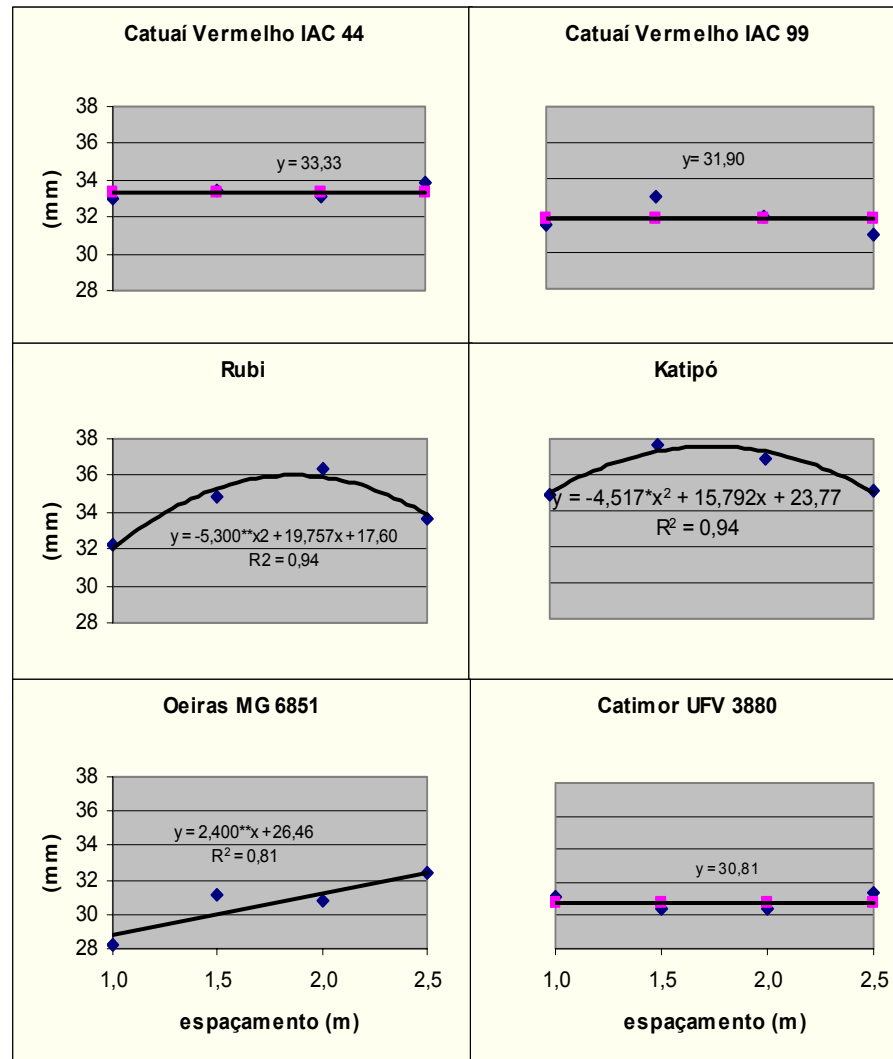 Catuaí Vermelho IAC 44
38
36
34
32
30
28
(mm)
y = 33,33
Catuaí Vermelho IAC 99
y= 31,90
Rubi
38
36
34
32
30
28
(mm)
y = -5,300**x2 + 19,757x + 17,60
R2 = 0,94
Katipó
y = -4,517*x² + 15,792x + 23,77
R² = 0,94
Oeiras MG 6851
38
36
34
32
30
28
(mm)
y = 2,400**x + 26,46
R² = 0,81
1,0 1,5 2,0 2,5
espaçamento (m)
Catimor UFV 3880
y = 30,81
1,0 1,5 2,0 2,5
espaçamento (m)